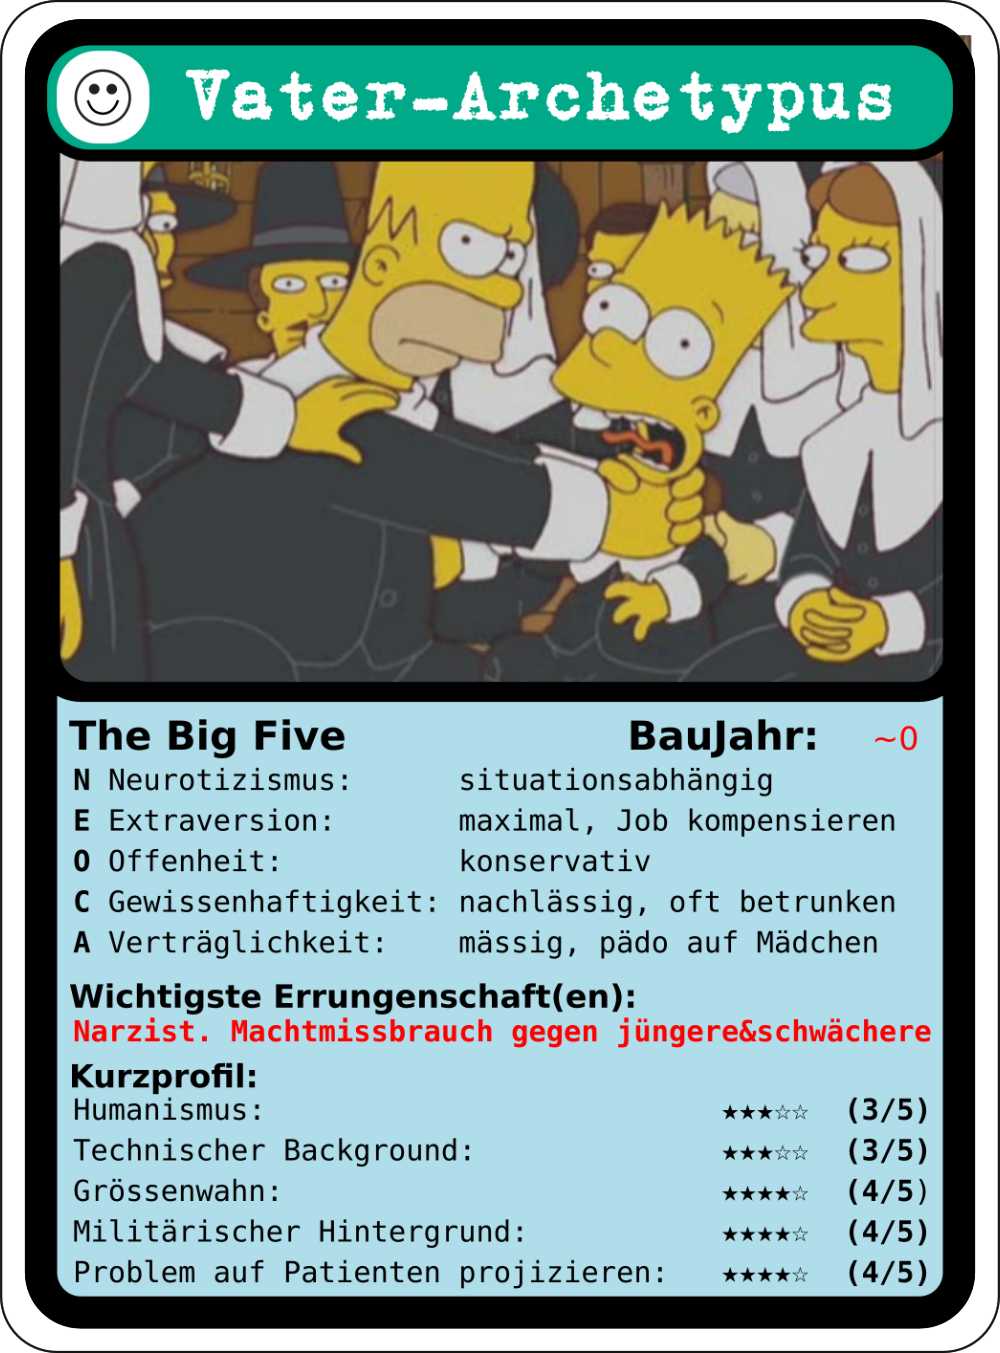 Vater-Archetypus
The Big Five BauJahr: ~0
N Neurotizismus: situationsabhängig
E Extraversion: maximal, Job kompensieren
O Offenheit: konservativ
C Gewissenhaftigkeit: nachlässig, oft betrunken
A Verträglichkeit: mässig, pädo auf Mädchen
Wichtigste Errungenschaft(en):
Narzist. Machtmissbrauch gegen jüngere&schwächere
Kurzprofil:
Humanismus: ★★★☆☆ (3/5)
Technischer Background: ★★★☆☆ (3/5)
Grössenwahn: ★★★★☆ (4/5)
Militärischer Hintergrund: ★★★★☆ (4/5)
Problem auf Patienten projizieren: ★★★★☆ (4/5)